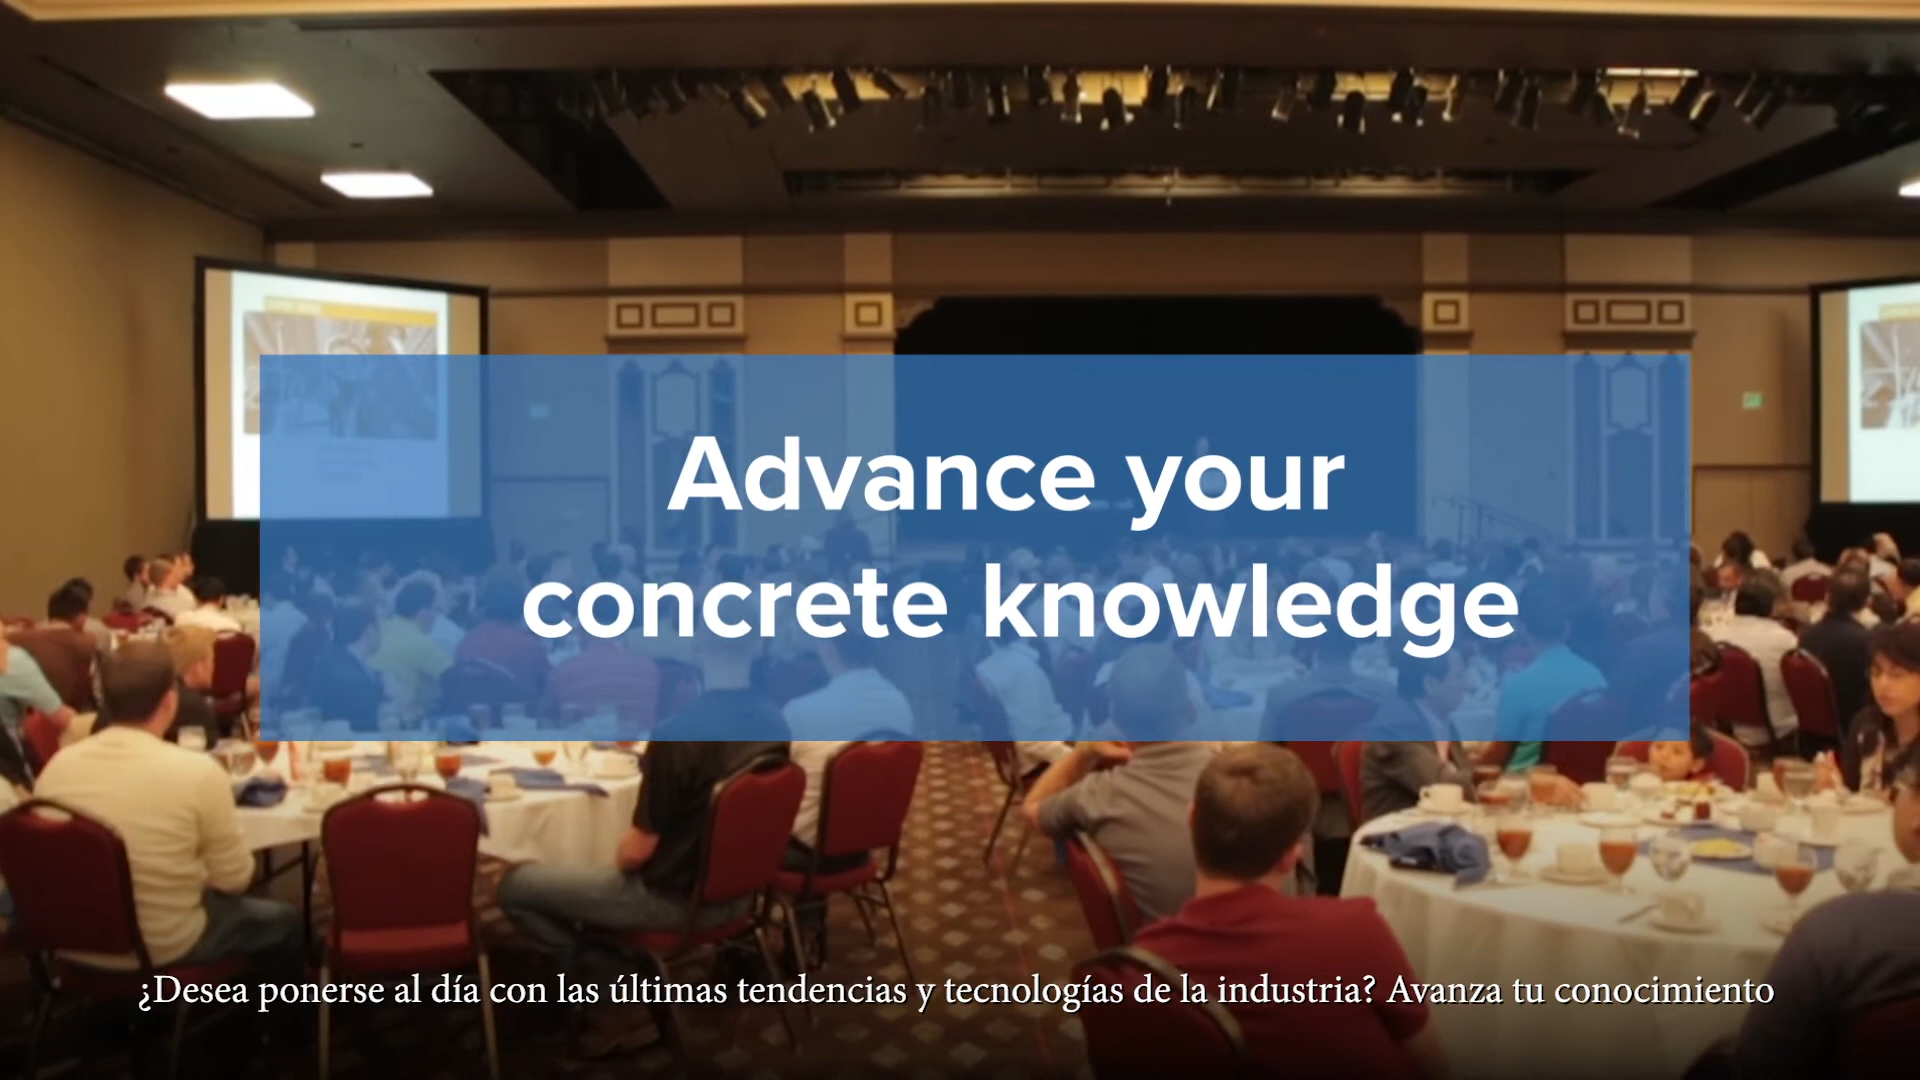 Advance your
concrete knowledge
¿Desea ponerse al día con las últimas tendencias y tecnologías de la industria? Avanza tu conocimiento